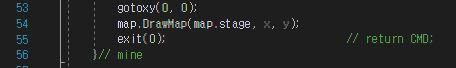 53 gotoxy(0, 0);
54 map.DrawMap(map.stage, x, y);
55 exit(0); // return CMD;
56 }// mine